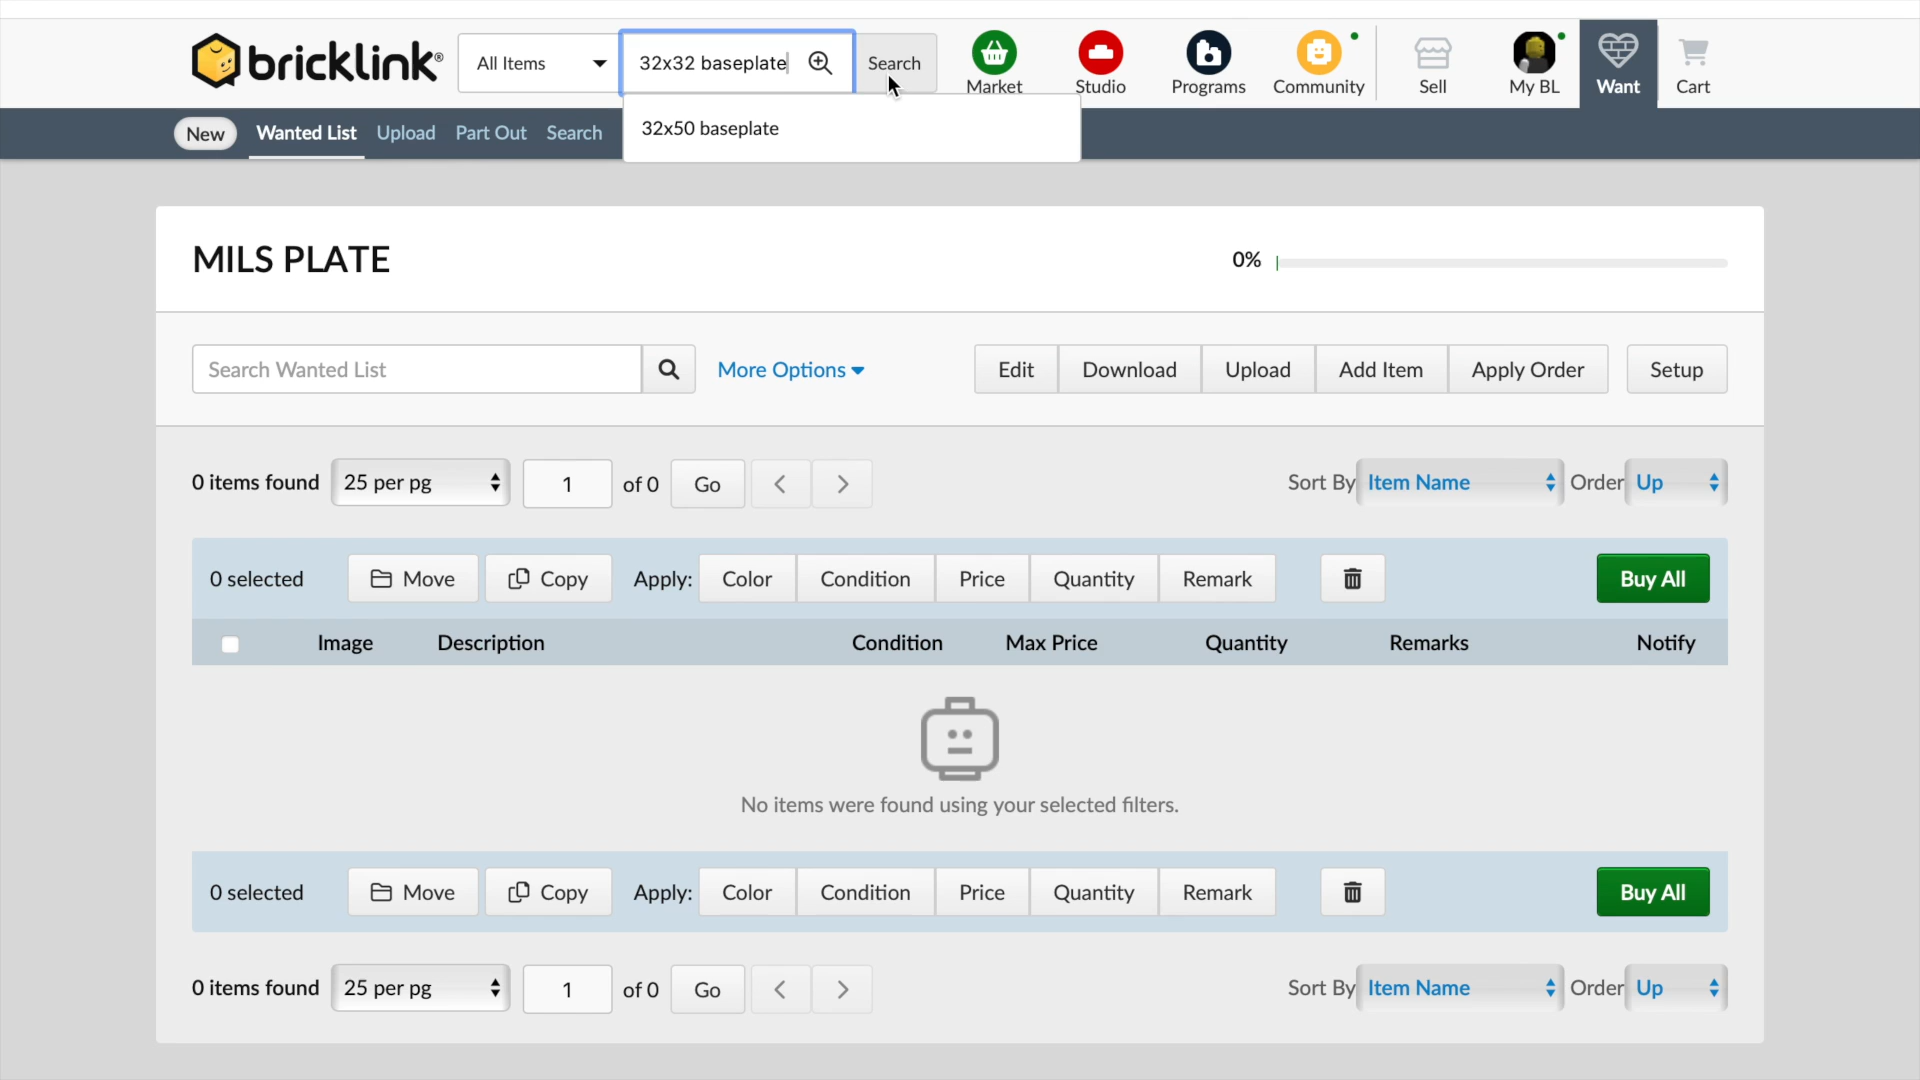 bricklink®
All Items
32x32 baseplate
Search
Market
Studio
Programs
Community
Sell
My BL
Want
Cart
32x50 baseplate
New
Wanted List
Upload
Part Out
Search
MILS PLATE
0%
Search Wanted List
More Options
Edit
Download
Upload
Add Item
Apply Order
Setup
0 items found
25 per pg
1
of 0
Go
Sort By
Item Name
Order
Up
0 selected
Move
Copy
Apply:
Color
Condition
Price
Quantity
Remark
Buy All
Image
Description
Condition
Max Price
Quantity
Remarks
Notify
No items were found using your selected filters.
0 selected
Move
Copy
Apply:
Color
Condition
Price
Quantity
Remark
Buy All
0 items found
25 per pg
1
of 0
Go
Sort By
Item Name
Order
Up